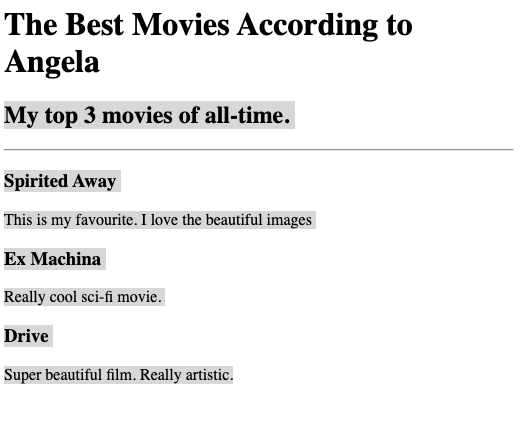 The Best Movies According to
Angela
My top 3 movies of all-time.
Spirited Away
This is my favourite. I love the beautiful images
Ex Machina
Really cool sci-fi movie.
Drive
Super beautiful film. Really artistic.